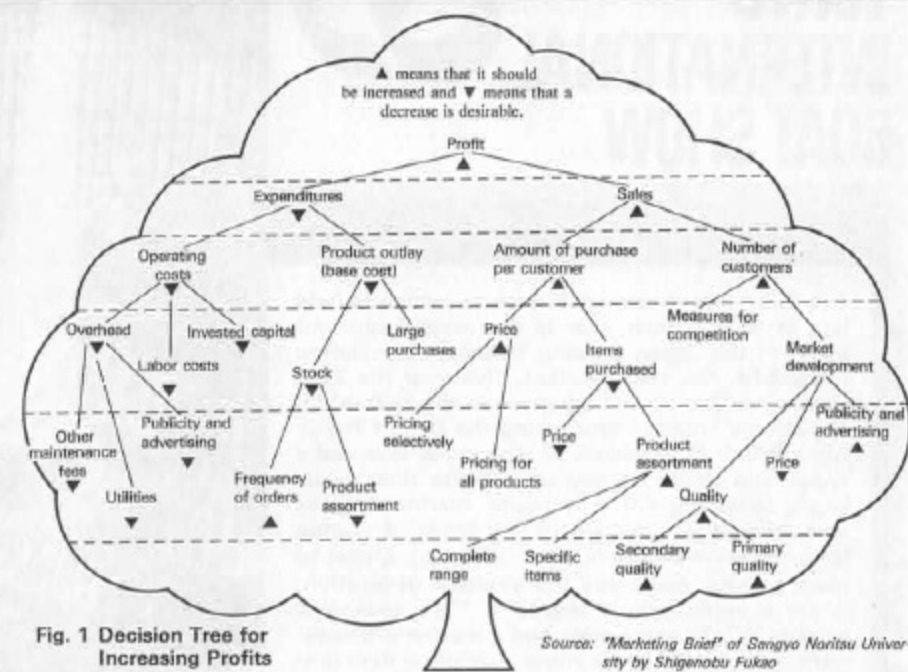 INTERNATIONAL
BOAT SHOW
▲ means that it should
be increased and ▼ means that a
decrease is desirable.
Profit
▲
Expenditures
▼
Sales
▲
Operating
costs
▼
Product outlay
(base cost)
▼
Amount of purchase
per customer
▲
Number of
customers
▲
Overhead
▼
Labor costs
▼
Invested capital
▼
Stock
▼
Large
purchases
Price
▲
Items
purchased
▼
Measures for
competition
Market
development
Other
maintenance
fees
▼
Utilities
▼
Publicity and
advertising
▼
Frequency
of orders
▲
Product
assortment
▼
Pricing
selectively
Pricing for
all products
Price
▼
Product
assortment
▲
Quality
▲
Price
▼
Publicity and
advertising
▲
Complete
range
Specific
items
Secondary
quality
▲
Primary
quality
▲
Fig. 1 Decision Tree for
Increasing Profits
Source: "Marketing Brief" of Sangyo Noritsu Univer-
sity by Shigenobu Fukao